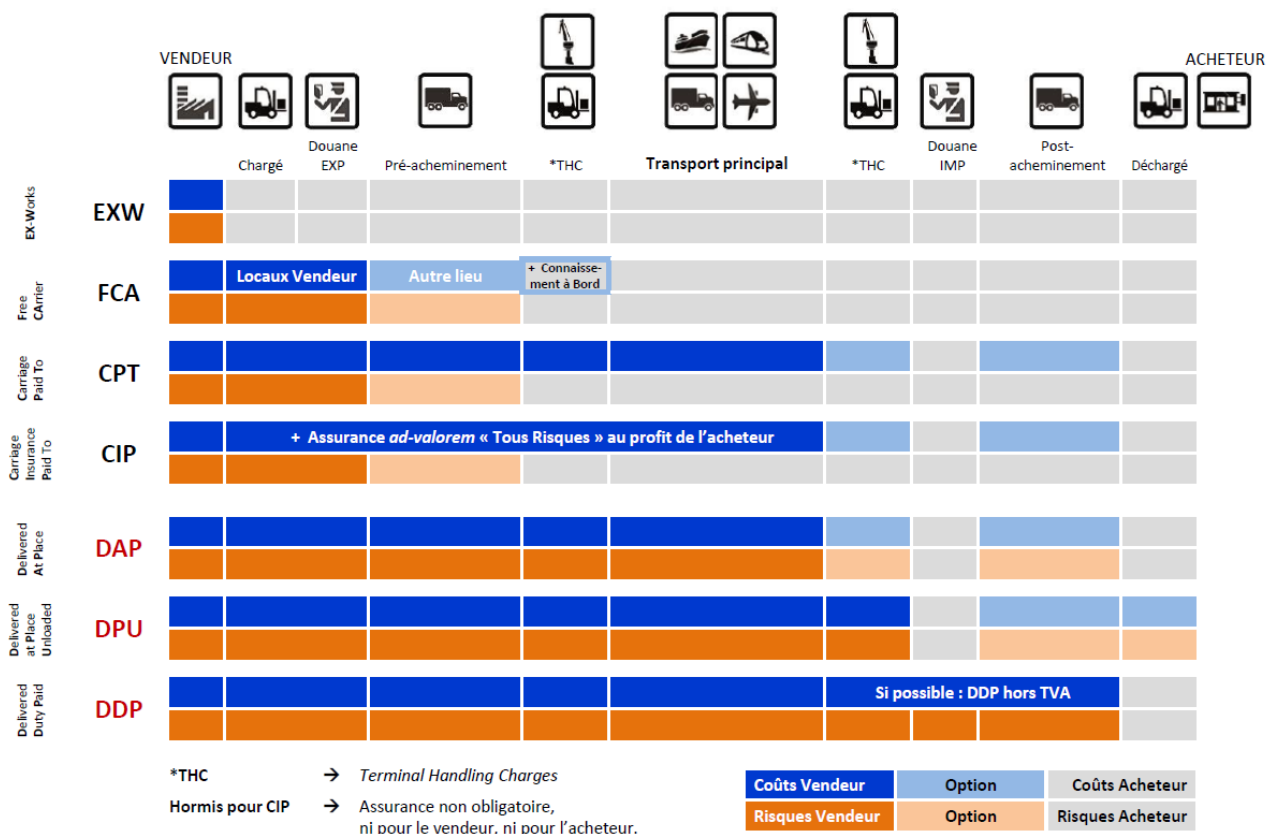 VENDEUR
ACHETEUR
Chargé
Douane
EXP
Pré-acheminement
*THC
Transport principal
*THC
Douane
IMP
Post-
acheminement
Déchargé
EX-Works
EXW
Free
CArrier
FCA
Locaux Vendeur
Autre lieu
+ Connaisse-
ment à Bord
Carriage
Paid To
CPT
Carriage
Insurance
Paid To
CIP
+ Assurance ad-valorem « Tous Risques » au profit de l’acheteur
Delivered
At Place
DAP
Delivered
at Place
Unloaded
DPU
Delivered
Duty Paid
DDP
Si possible : DDP hors TVA
*THC → Terminal Handling Charges
Hormis pour CIP → Assurance non obligatoire,
ni pour le vendeur, ni pour l’acheteur.
Coûts Vendeur Option Coûts Acheteur
Risques Vendeur Option Risques Acheteur